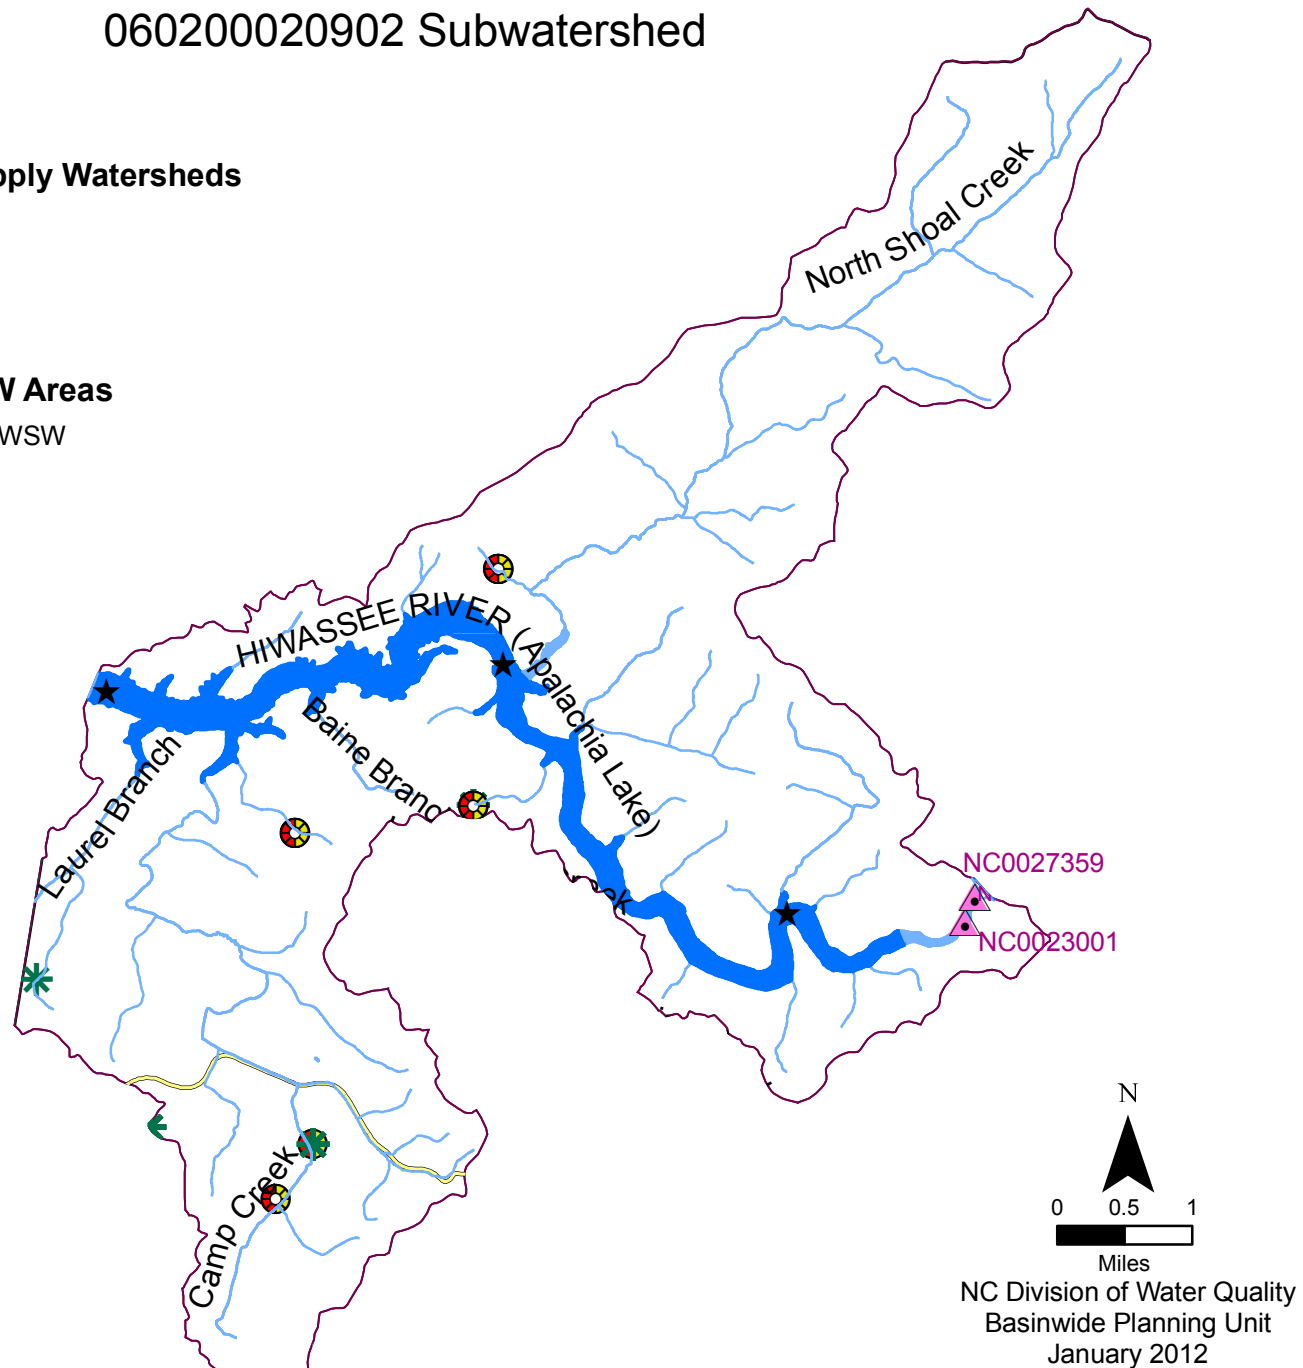 060200020902 Subwatershed
pply Watersheds
W Areas
WSW
North Shoal Creek
HIWASSEE RIVER (Apalachia Lake)
Baine Branc
Laurel Branch
NC0027359
NC0023001
Camp Creek
N
0 0.5 1
Miles
NC Division of Water Quality
Basinwide Planning Unit
January 2012